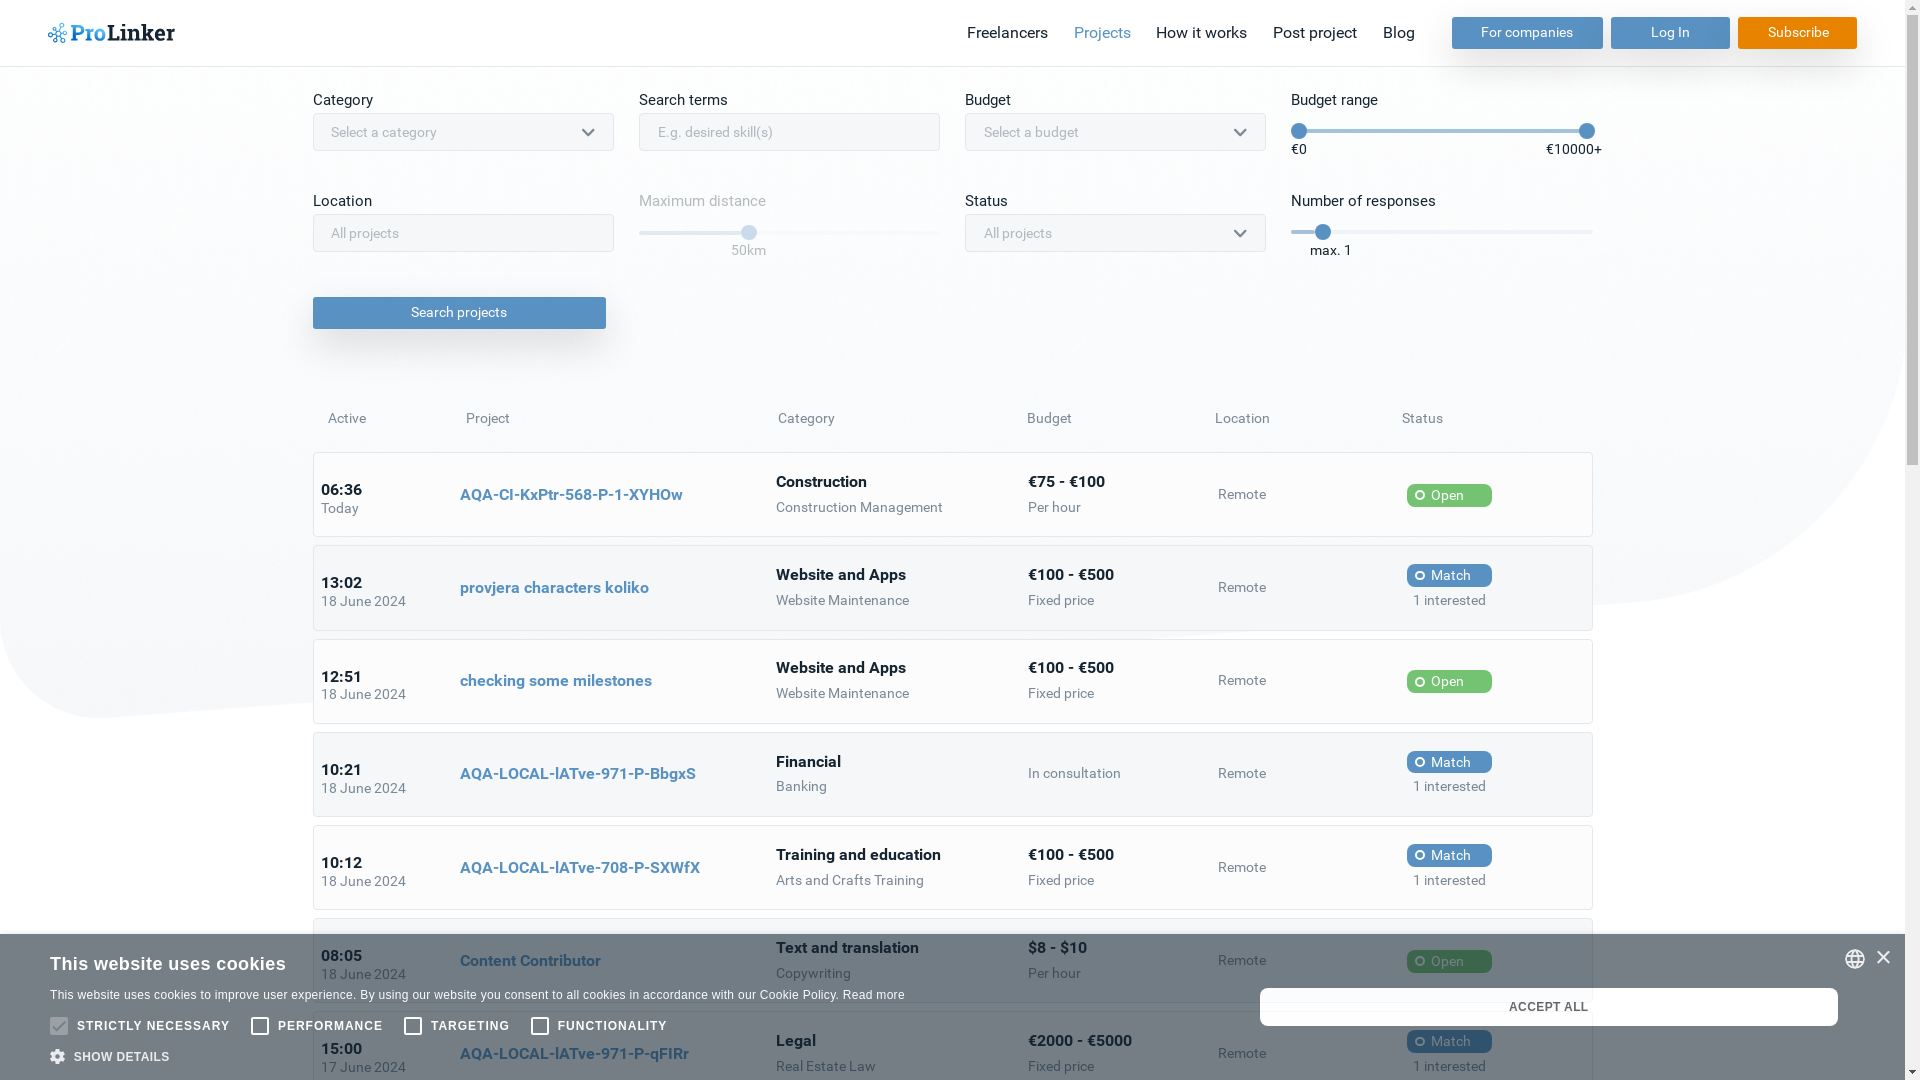 ProLinker
Freelancers Projects How it works Post project Blog For companies Log In Subscribe
Category Search terms Budget Budget range
Select a category E.g. desired skill(s) Select a budget
€0 €10000+
Location Maximum distance Status Number of responses
All projects All projects
50km max. 1
Search projects
Active Project Category Budget Location Status
06:36 Today AQA-CI-KxPtr-568-P-1-XYHOw Construction Construction Management €75 - €100 Per hour Remote Open
13:02 18 June 2024 provjera characters koliko Website and Apps Website Maintenance €100 - €500 Fixed price Remote Match 1 interested
12:51 18 June 2024 checking some milestones Website and Apps Website Maintenance €100 - €500 Fixed price Remote Open
10:21 18 June 2024 AQA-LOCAL-lATve-971-P-BbgxS Financial Banking In consultation Remote Match 1 interested
10:12 18 June 2024 AQA-LOCAL-lATve-708-P-SXWfX Training and education Arts and Crafts Training €100 - €500 Fixed price Remote Match 1 interested
08:05 18 June 2024 Content Contributor Text and translation Copywriting $8 - $10 Per hour Remote Open
15:00 17 June 2024 AQA-LOCAL-lATve-971-P-qFIRr Legal Real Estate Law €2000 - €5000 Fixed price Remote Match 1 interested
This website uses cookies
This website uses cookies to improve user experience. By using our website you consent to all cookies in accordance with our Cookie Policy. Read more
STRICTLY NECESSARY PERFORMANCE TARGETING FUNCTIONALITY
SHOW DETAILS
ACCEPT ALL
×